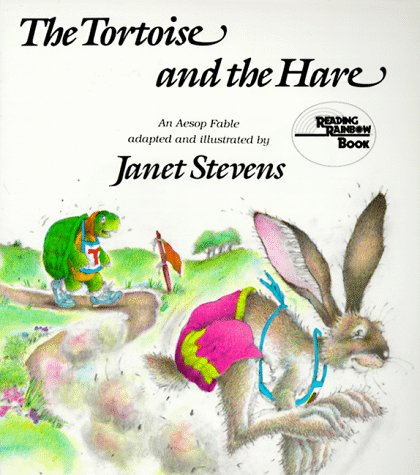 The Tortoise
and the Hare
An Aesop Fable
adapted and illustrated by
Janet Stevens
READING
RAINBOW
BOOK
T